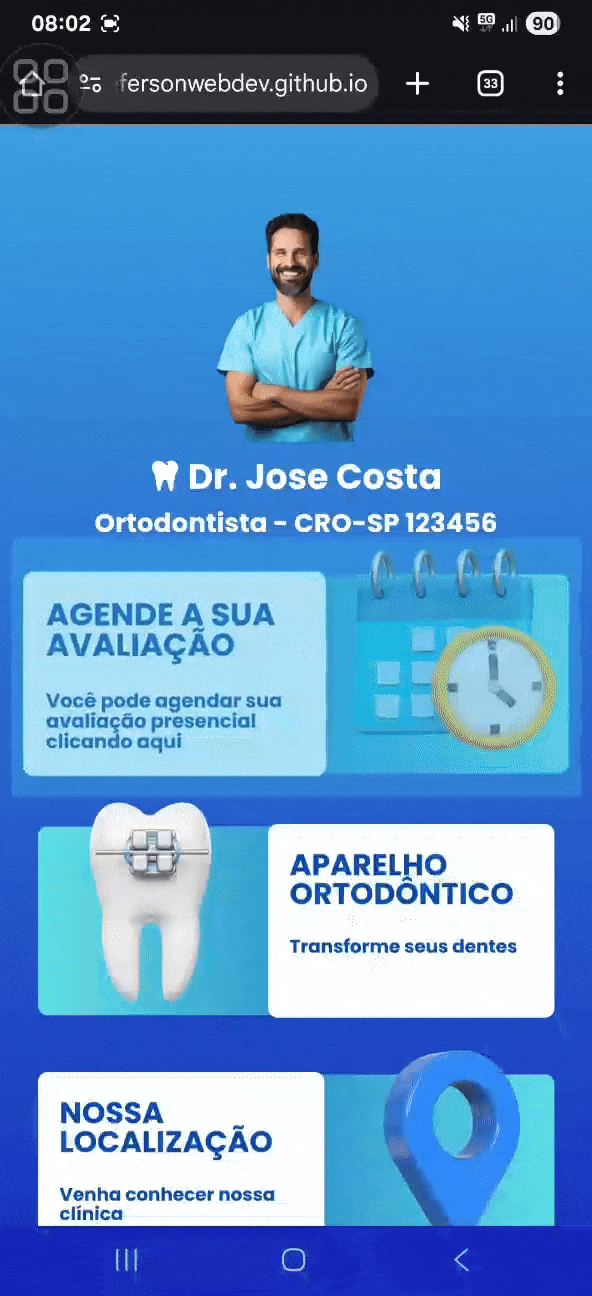 08:02
5G
90
fersonwebdev.github.io
33
Dr. Jose Costa
Ortodontista - CRO-SP 123456
AGENDE A SUA
AVALIAÇÃO
Você pode agendar sua
avaliação presencial
clicando aqui
APARELHO
ORTODÔNTICO
Transforme seus dentes
NOSSA
LOCALIZAÇÃO
Venha conhecer nossa
clínica